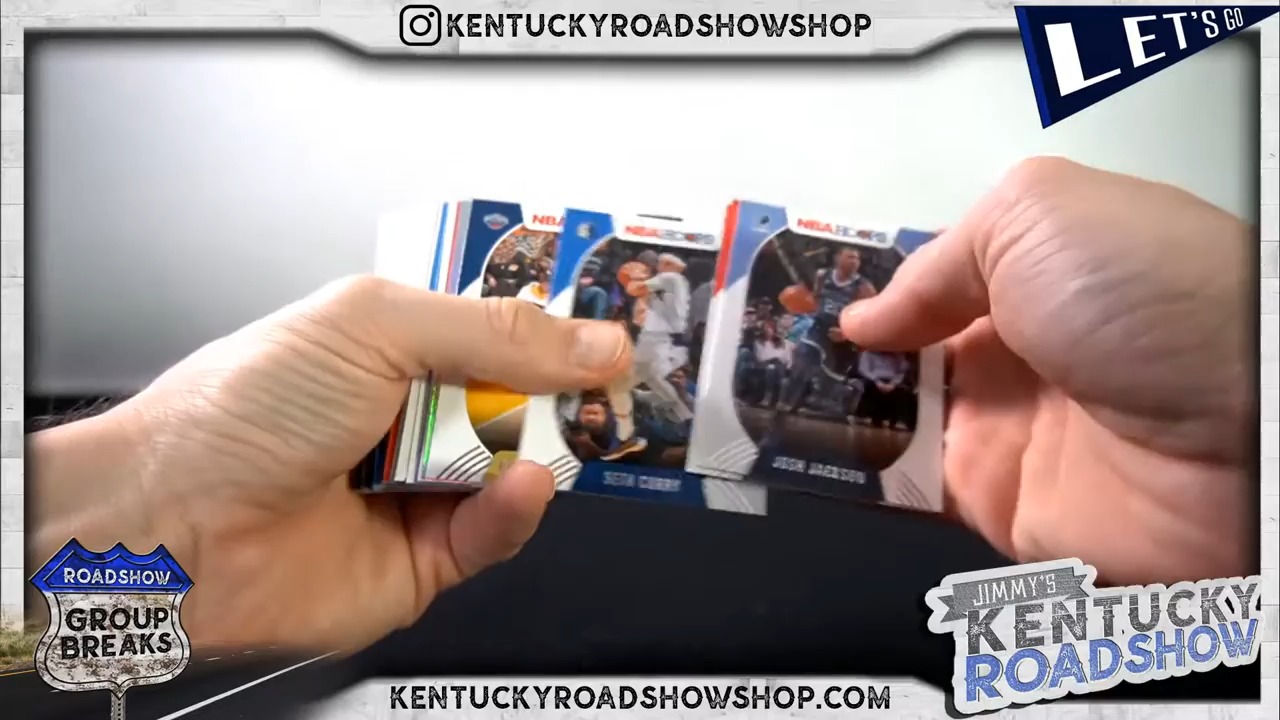 KENTUCKYROADSHOWSHOP
LET'S GO
NBA
NBA HOOPS
NBA HOOPS
SETH CURRY
JOSH JACKSON
ROADSHOW
GROUP
BREAKS
JIMMY'S
KENTUCKY
ROADSHOW
KENTUCKYROADSHOWSHOP.COM